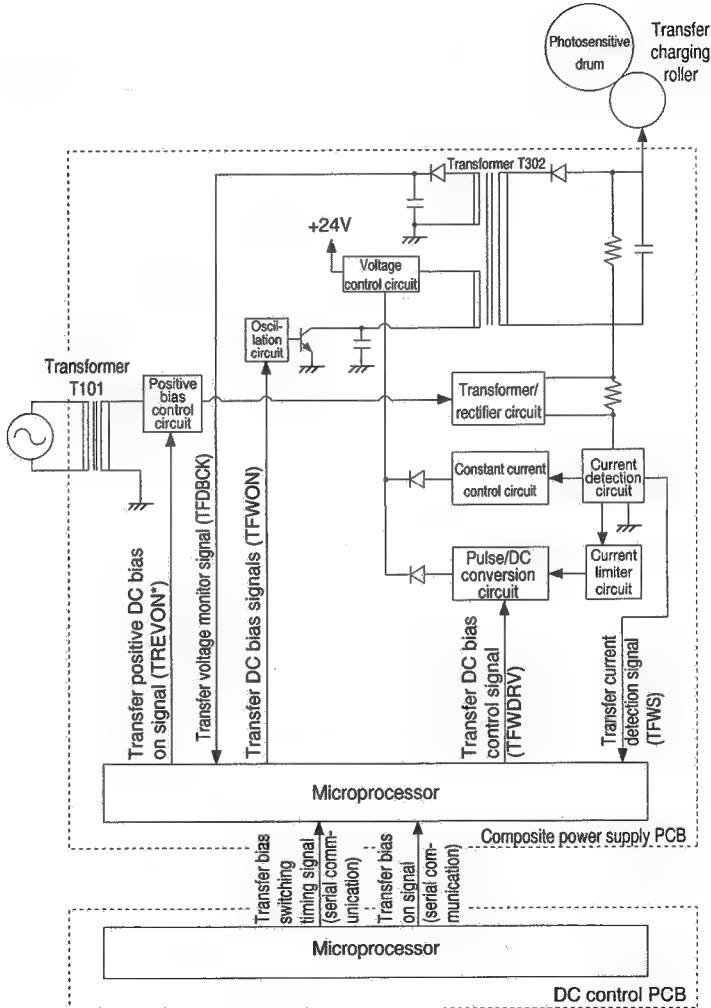 Photosensitive
drum
Transfer
charging
roller
Transformer T302
+24V
Voltage
control circuit
Oscil-
lation
circuit
Transformer
T101
Positive
bias
control
circuit
Transformer/
rectifier circuit
Constant current
control circuit
Current
detection
circuit
Pulse/DC
conversion
circuit
Current
limiter circuit
Transfer positive DC bias
on signal (TREVON*)
Transfer voltage monitor signal (TFDBCK)
Transfer DC bias signals (TFWON)
Transfer DC bias
control signal
(TFWDRV)
Transfer current
detection signal
(TFWS)
Microprocessor
Composite power supply PCB
Transfer bias
switching
timing signal
(serial comm-
unication)
Transfer bias
on signal
(serial com-
munication)
Microprocessor
DC control PCB